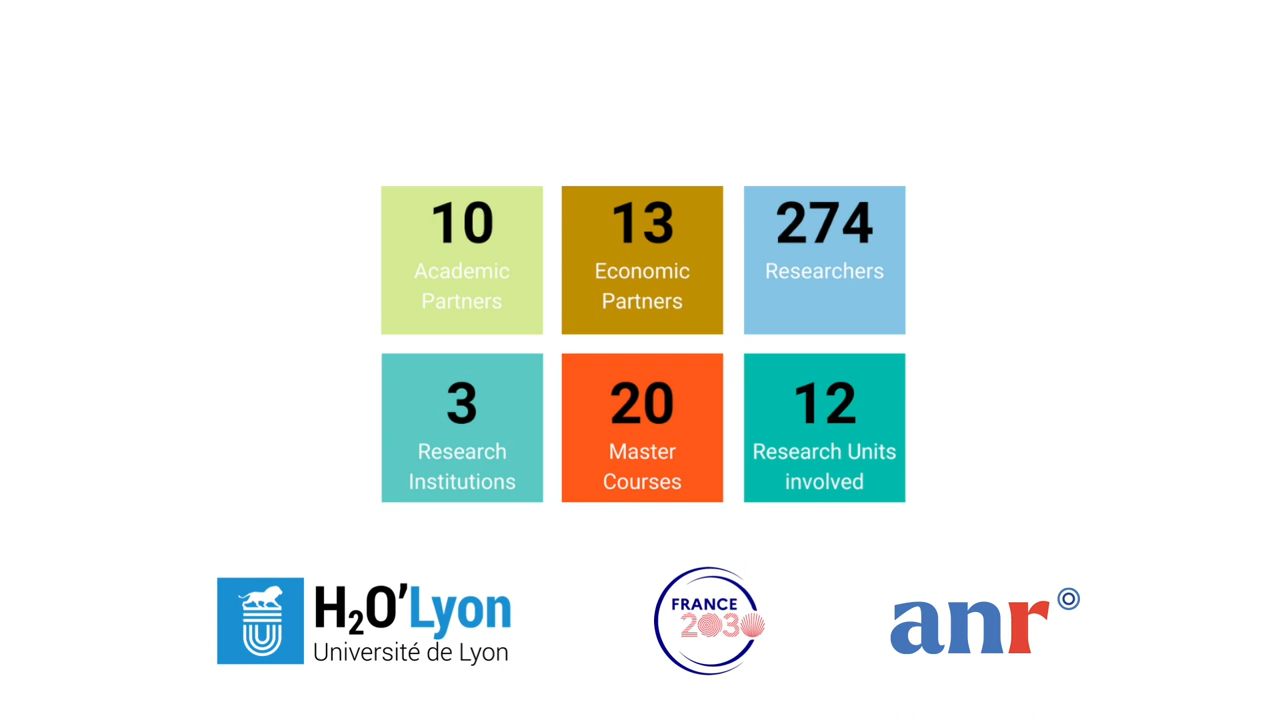 10
Academic
Partners
13
Economic
Partners
274
Researchers
3
Research
Institutions
20
Master
Courses
12
Research Units
involved
H₂O'Lyon
Université de Lyon
FRANCE
2030
anr